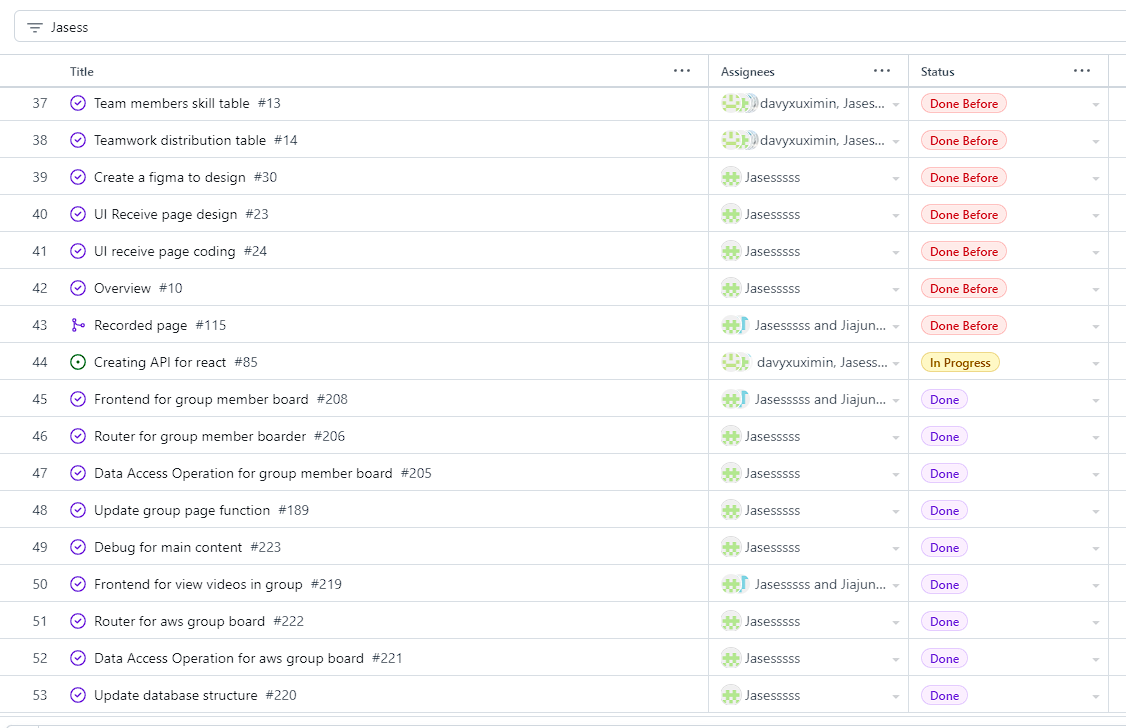 Jasess
Title ... Assignees ... Status ...
37 Team members skill table #13 davyxuximin, Jases... Done Before
38 Teamwork distribution table #14 davyxuximin, Jases... Done Before
39 Create a figma to design #30 Jasesssss Done Before
40 UI Receive page design #23 Jasesssss Done Before
41 UI receive page coding #24 Jasesssss Done Before
42 Overview #10 Jasesssss Done Before
43 Recorded page #115 Jasesssss and Jiajun... Done Before
44 Creating API for react #85 davyxuximin, Jasess... In Progress
45 Frontend for group member board #208 Jasesssss and Jiajun... Done
46 Router for group member boarder #206 Jasesssss Done
47 Data Access Operation for group member board #205 Jasesssss Done
48 Update group page function #189 Jasesssss Done
49 Debug for main content #223 Jasesssss Done
50 Frontend for view videos in group #219 Jasesssss and Jiajun... Done
51 Router for aws group board #222 Jasesssss Done
52 Data Access Operation for aws group board #221 Jasesssss Done
53 Update database structure #220 Jasesssss Done